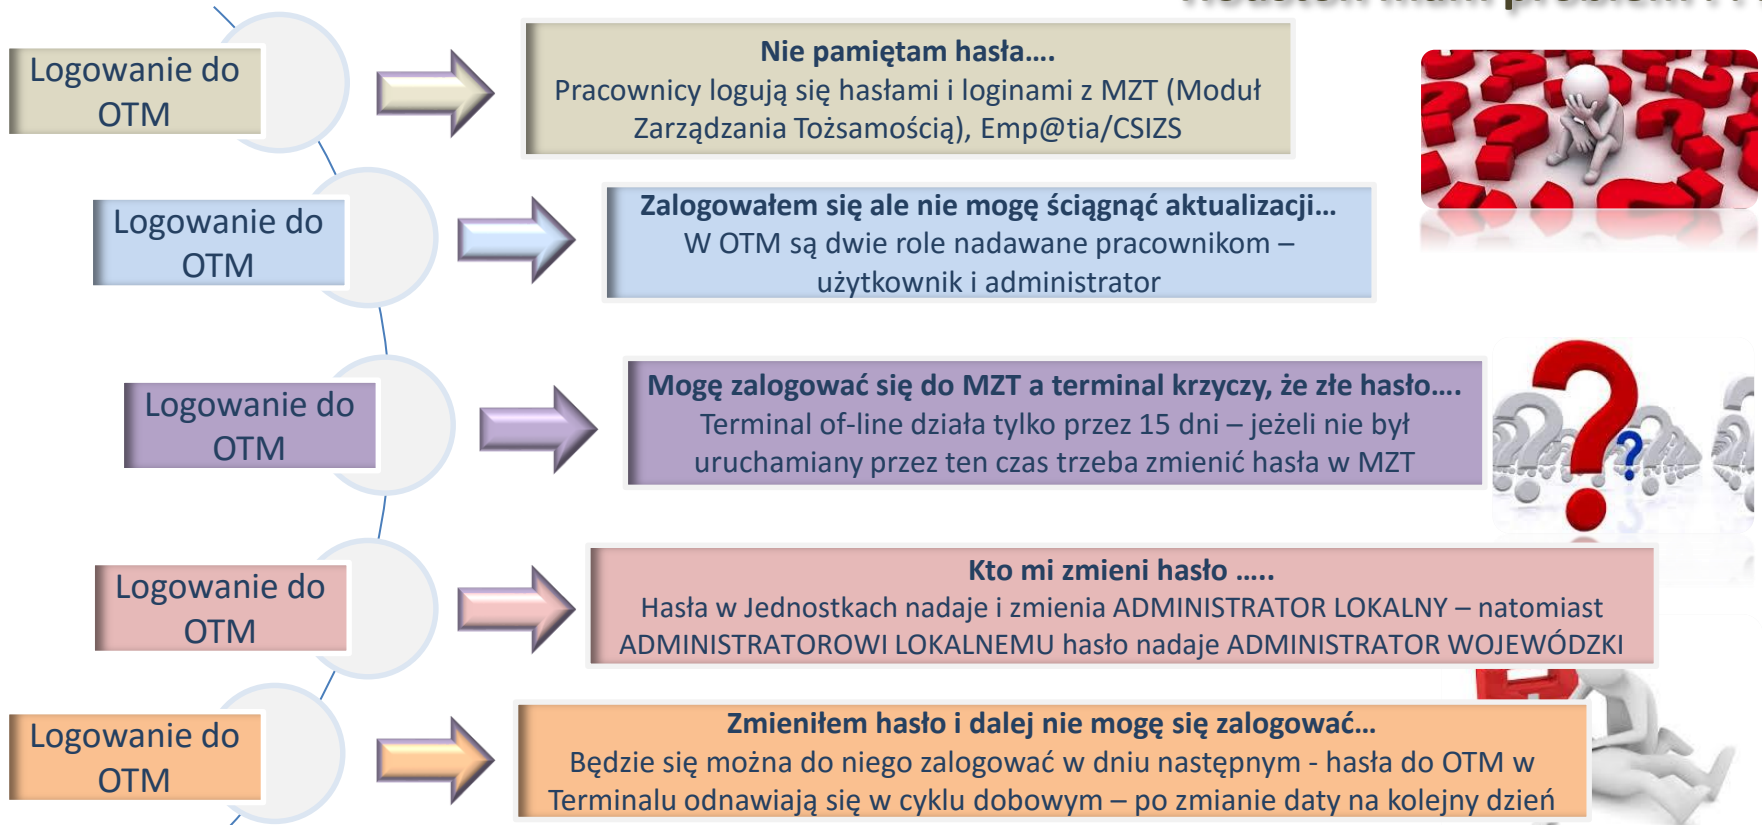 mam problem
Logowanie do
OTM
Nie pamiętam hasła....
Pracownicy logują się hasłami i loginami z MZT (Moduł
Zarządzania Tożsamością), Emp@tia/CSIZS
Logowanie do
OTM
Zalogowałem się ale nie mogę ściągnąć aktualizacji...
W OTM są dwie role nadawane pracownikom –
użytkownik i administrator
Logowanie do
OTM
Mogę zalogować się do MZT a terminal krzyczy, że złe hasło....
Terminal of-line działa tylko przez 15 dni – jeżeli nie był
uruchamiany przez ten czas trzeba zmienić hasła w MZT
Logowanie do
OTM
Kto mi zmieni hasło .....
Hasła w Jednostkach nadaje i zmienia ADMINISTRATOR LOKALNY – natomiast
ADMINISTRATOROWI LOKALNEMU hasło nadaje ADMINISTRATOR WOJEWÓDZKI
Logowanie do
OTM
Zmieniłem hasło i dalej nie mogę się zalogować...
Będzie się można do niego zalogować w dniu następnym - hasła do OTM w
Terminalu odnawiają się w cyklu dobowym – po zmianie daty na kolejny dzień